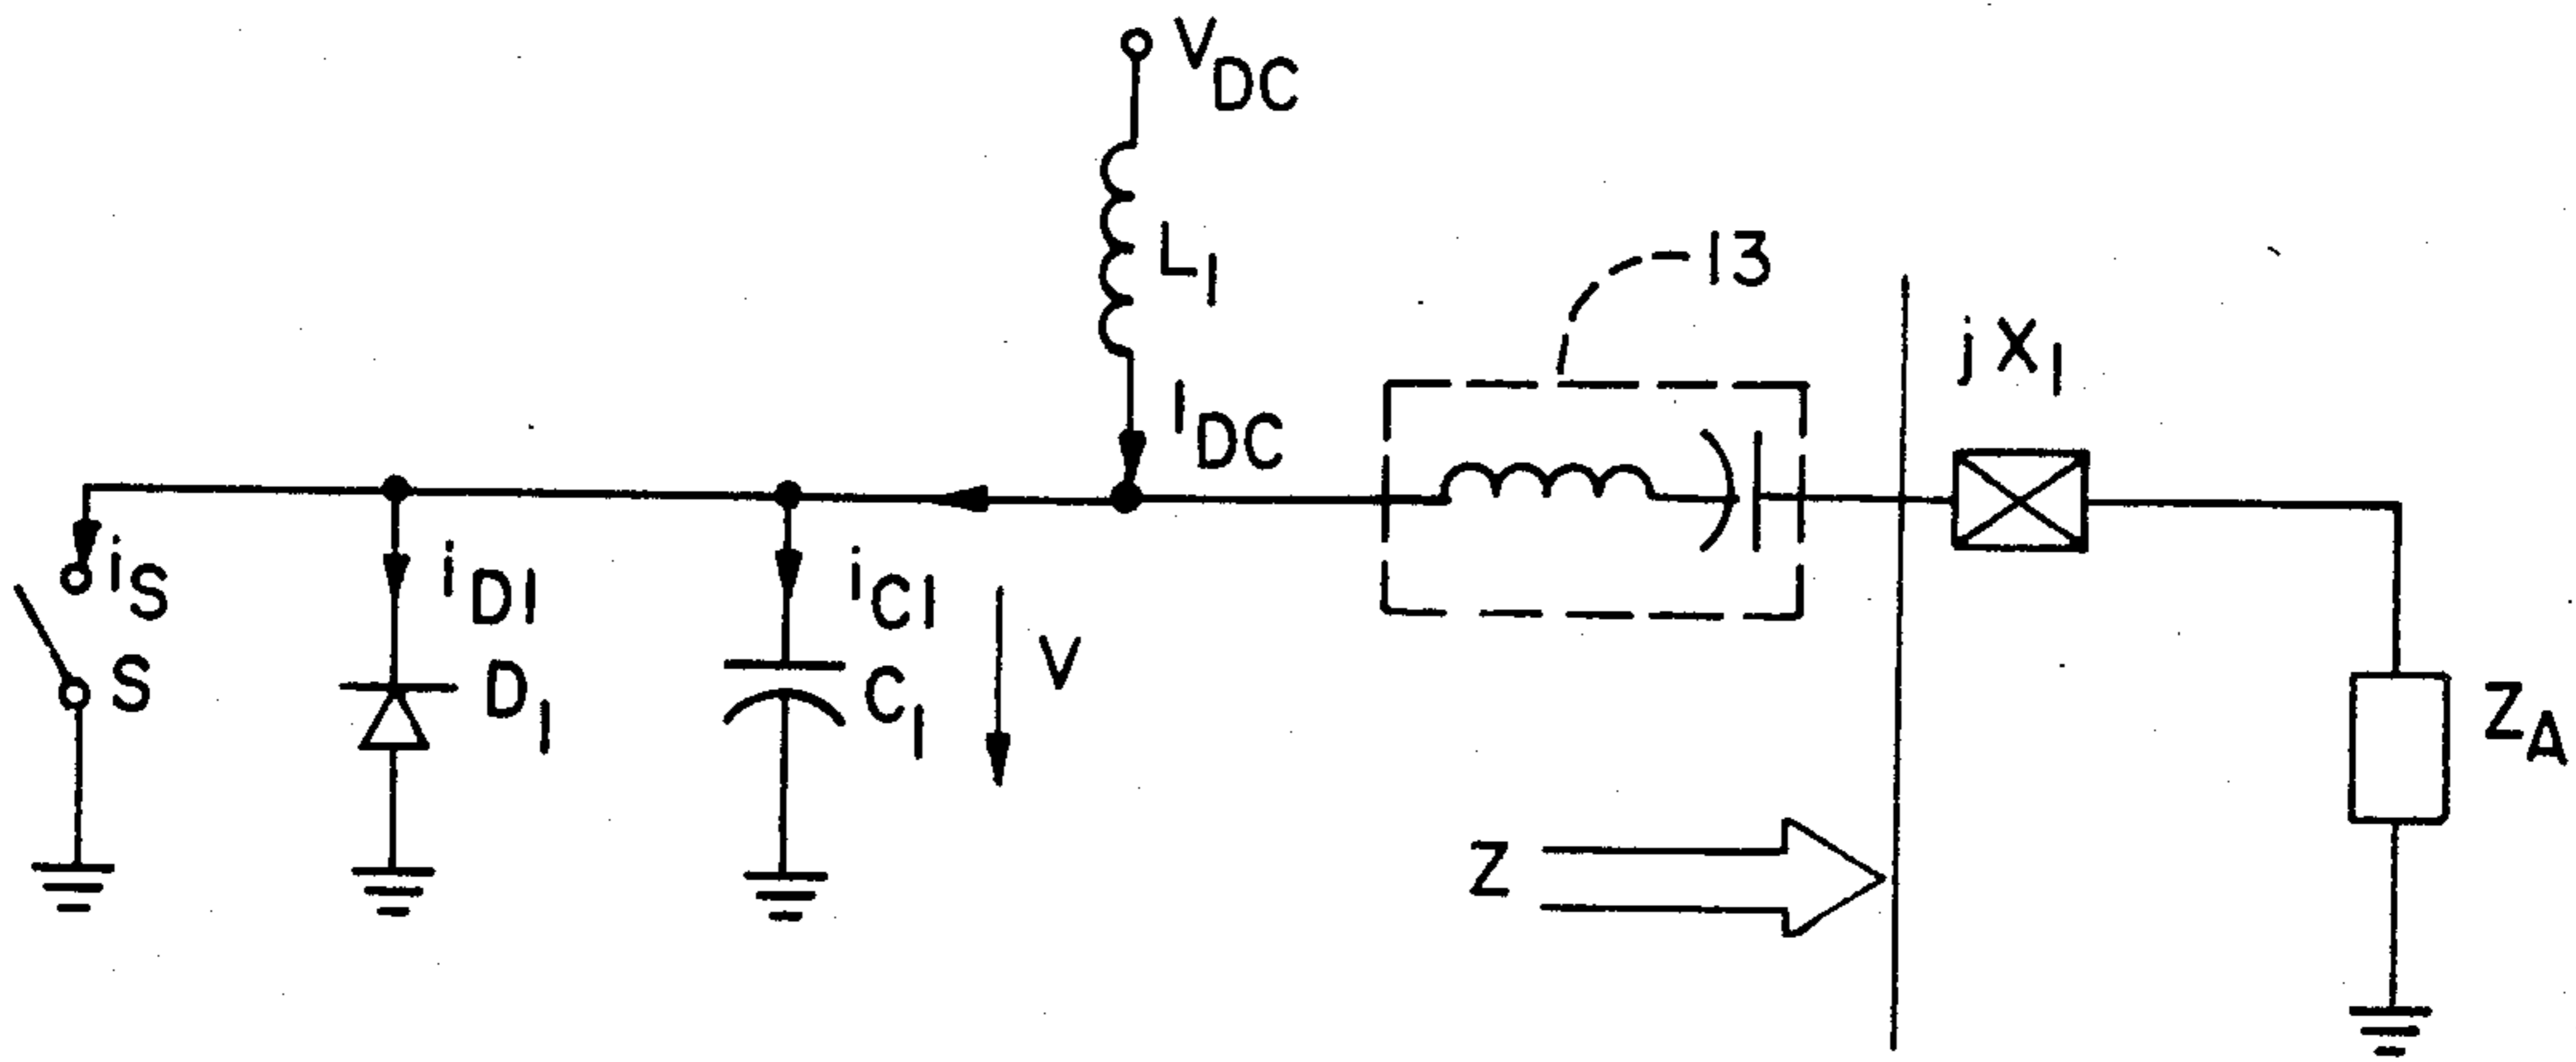 V_DC
L_1
13
jX_1
I_DC
i_S
i_D1
i_C1
S
D_1
C_1
V
Z_A
Z